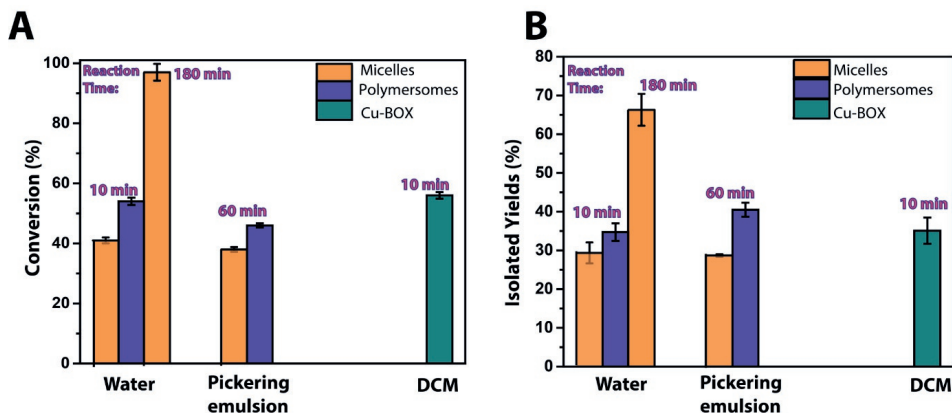 A
Conversion (%)
100
80
60
40
20
0
Reaction
Time:
180 min
10 min
60 min
10 min
Micelles
Polymersomes
Cu-BOX
Water
Pickering
emulsion
DCM
B
Isolated Yields (%)
80
70
60
50
40
30
20
10
0
Reaction
Time:
180 min
10 min
60 min
10 min
Micelles
Polymersomes
Cu-BOX
Water
Pickering
emulsion
DCM